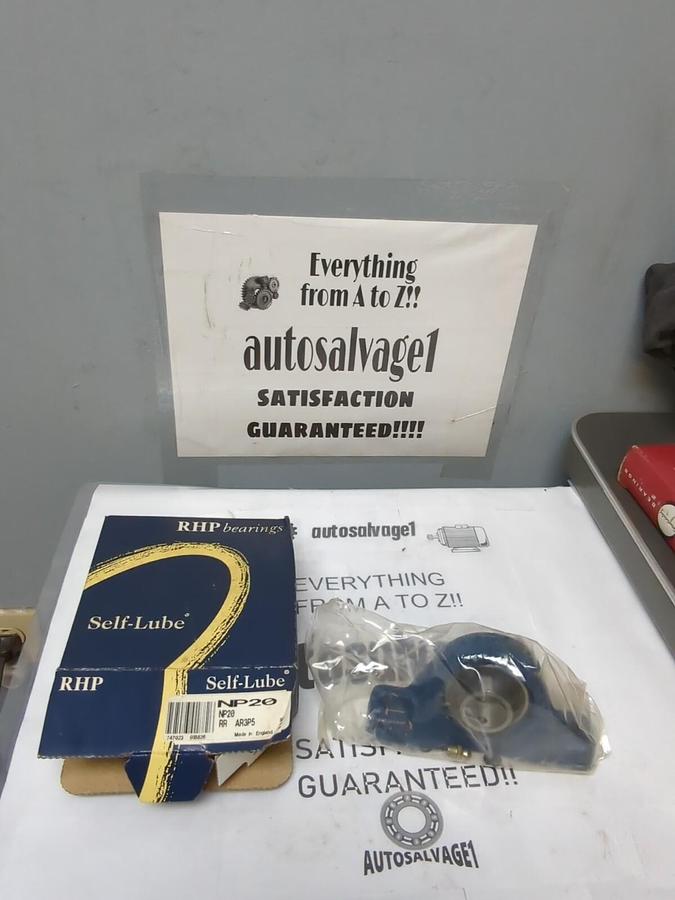 Everything
from A to Z!!
autosalvage1
SATISFACTION
GUARANTEED!!!!
RHP bearings
Self-Lube®
RHP Self-Lube®
NP20
NP20
RR AR3P5
Made in England
autosalvage1
EVERYTHING
FROM A TO Z!!
GUARANTEED!!
AUTOSALVAGE1
BEARINGS